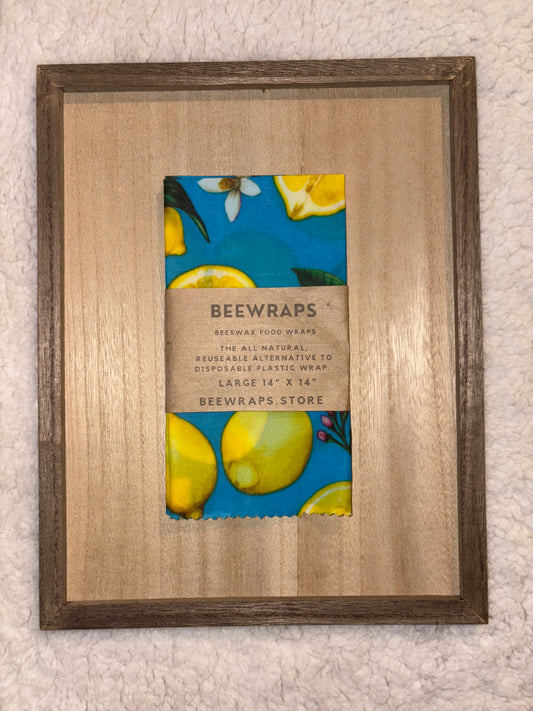 BEEWRAPS
BEESWAX FOOD WRAPS
THE ALL NATURAL,
REUSEABLE ALTERNATIVE TO
DISPOSABLE PLASTIC WRAP.
LARGE 14" X 14"
BEEWRAPS.STORE